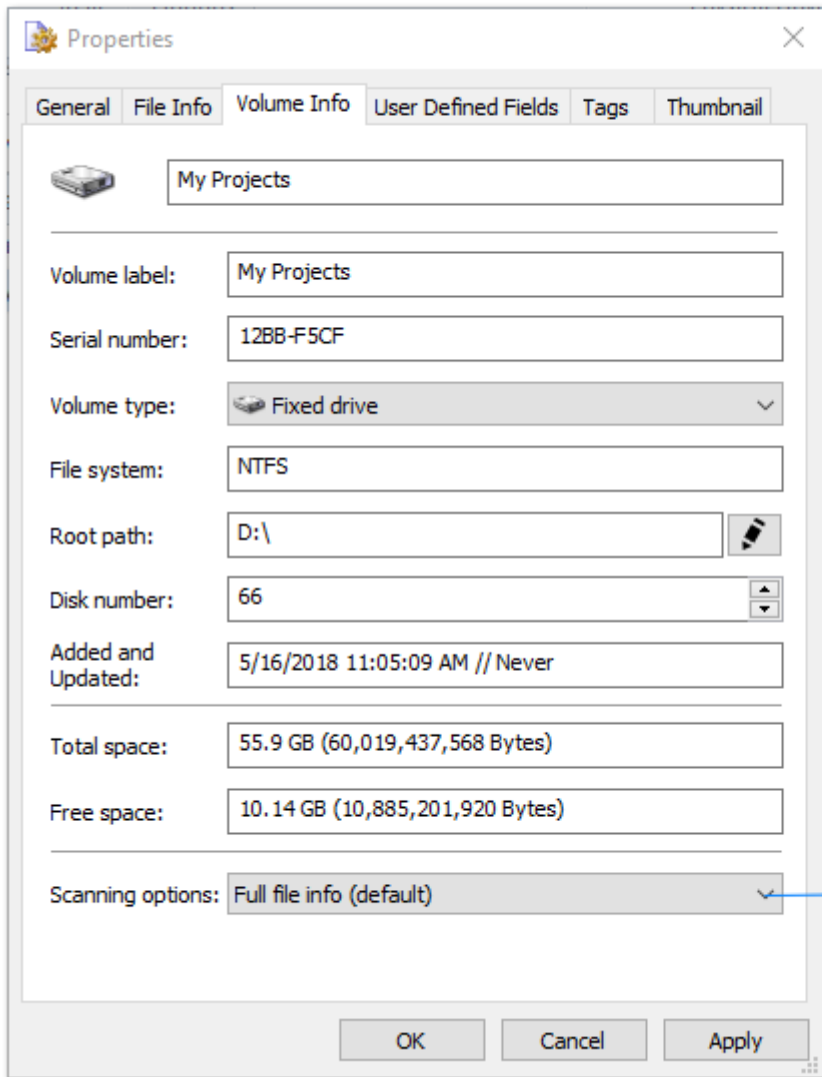 Properties
General File Info Volume Info User Defined Fields Tags Thumbnail
My Projects
Volume label: My Projects
Serial number: 12BB-F5CF
Volume type: Fixed drive
File system: NTFS
Root path: D:\
Disk number: 66
Added and
Updated: 5/16/2018 11:05:09 AM // Never
Total space: 55.9 GB (60,019,437,568 Bytes)
Free space: 10.14 GB (10,885,201,920 Bytes)
Scanning options: Full file info (default)
OK Cancel Apply